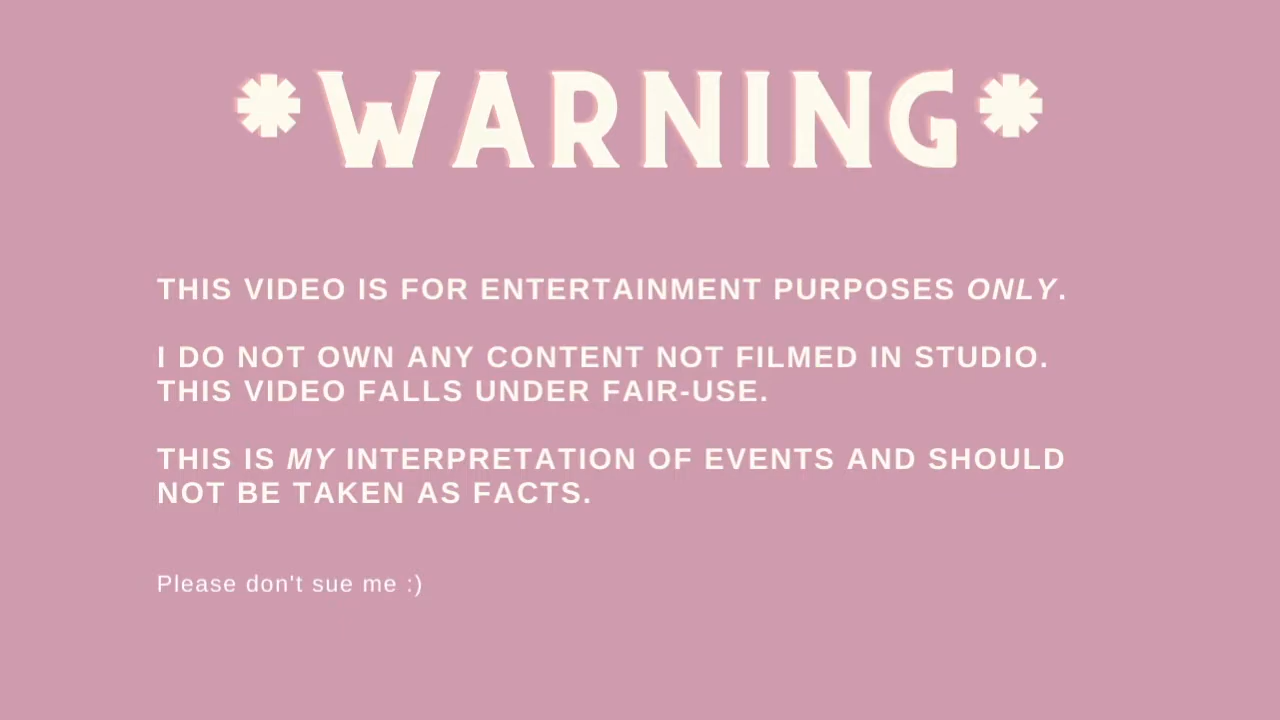 *WARNING*
THIS VIDEO IS FOR ENTERTAINMENT PURPOSES ONLY.
I DO NOT OWN ANY CONTENT NOT FILMED IN STUDIO.
THIS VIDEO FALLS UNDER FAIR-USE.
THIS IS MY INTERPRETATION OF EVENTS AND SHOULD
NOT BE TAKEN AS FACTS.
Please don't sue me :)